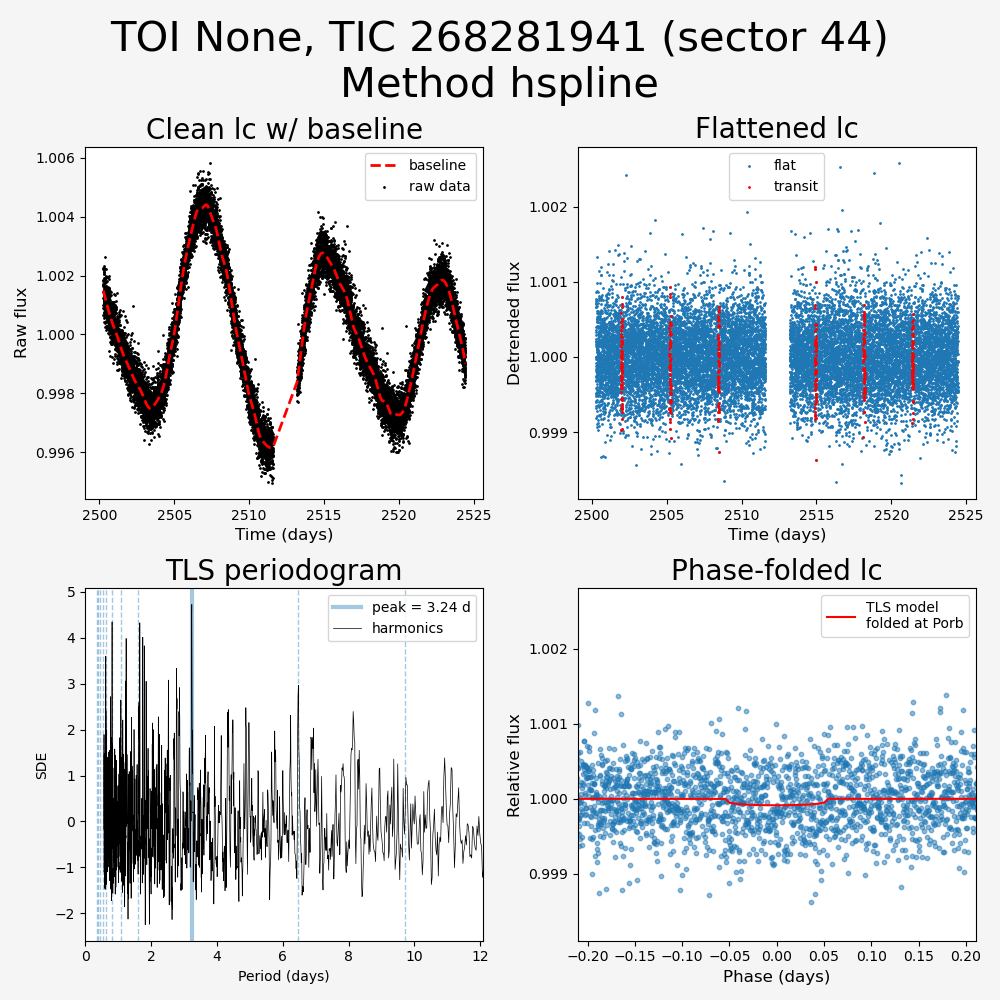 TOI None, TIC 268281941 (sector 44)
Method hspline
Clean lc w/ baseline
baseline
raw data
Raw flux
1.006
1.004
1.002
1.000
0.998
0.996
2500
2505
2510
2515
2520
2525
Time (days)
Flattened lc
flat
transit
Detrended flux
1.002
1.001
1.000
0.999
2500
2505
2510
2515
2520
2525
Time (days)
TLS periodogram
peak = 3.24 d
harmonics
SDE
5
4
3
2
1
0
−1
−2
0
2
4
6
8
10
12
Period (days)
Phase-folded lc
TLS model
folded at Porb
Relative flux
1.002
1.001
1.000
0.999
−0.20
−0.15
−0.10
−0.05
0.00
0.05
0.10
0.15
0.20
Phase (days)